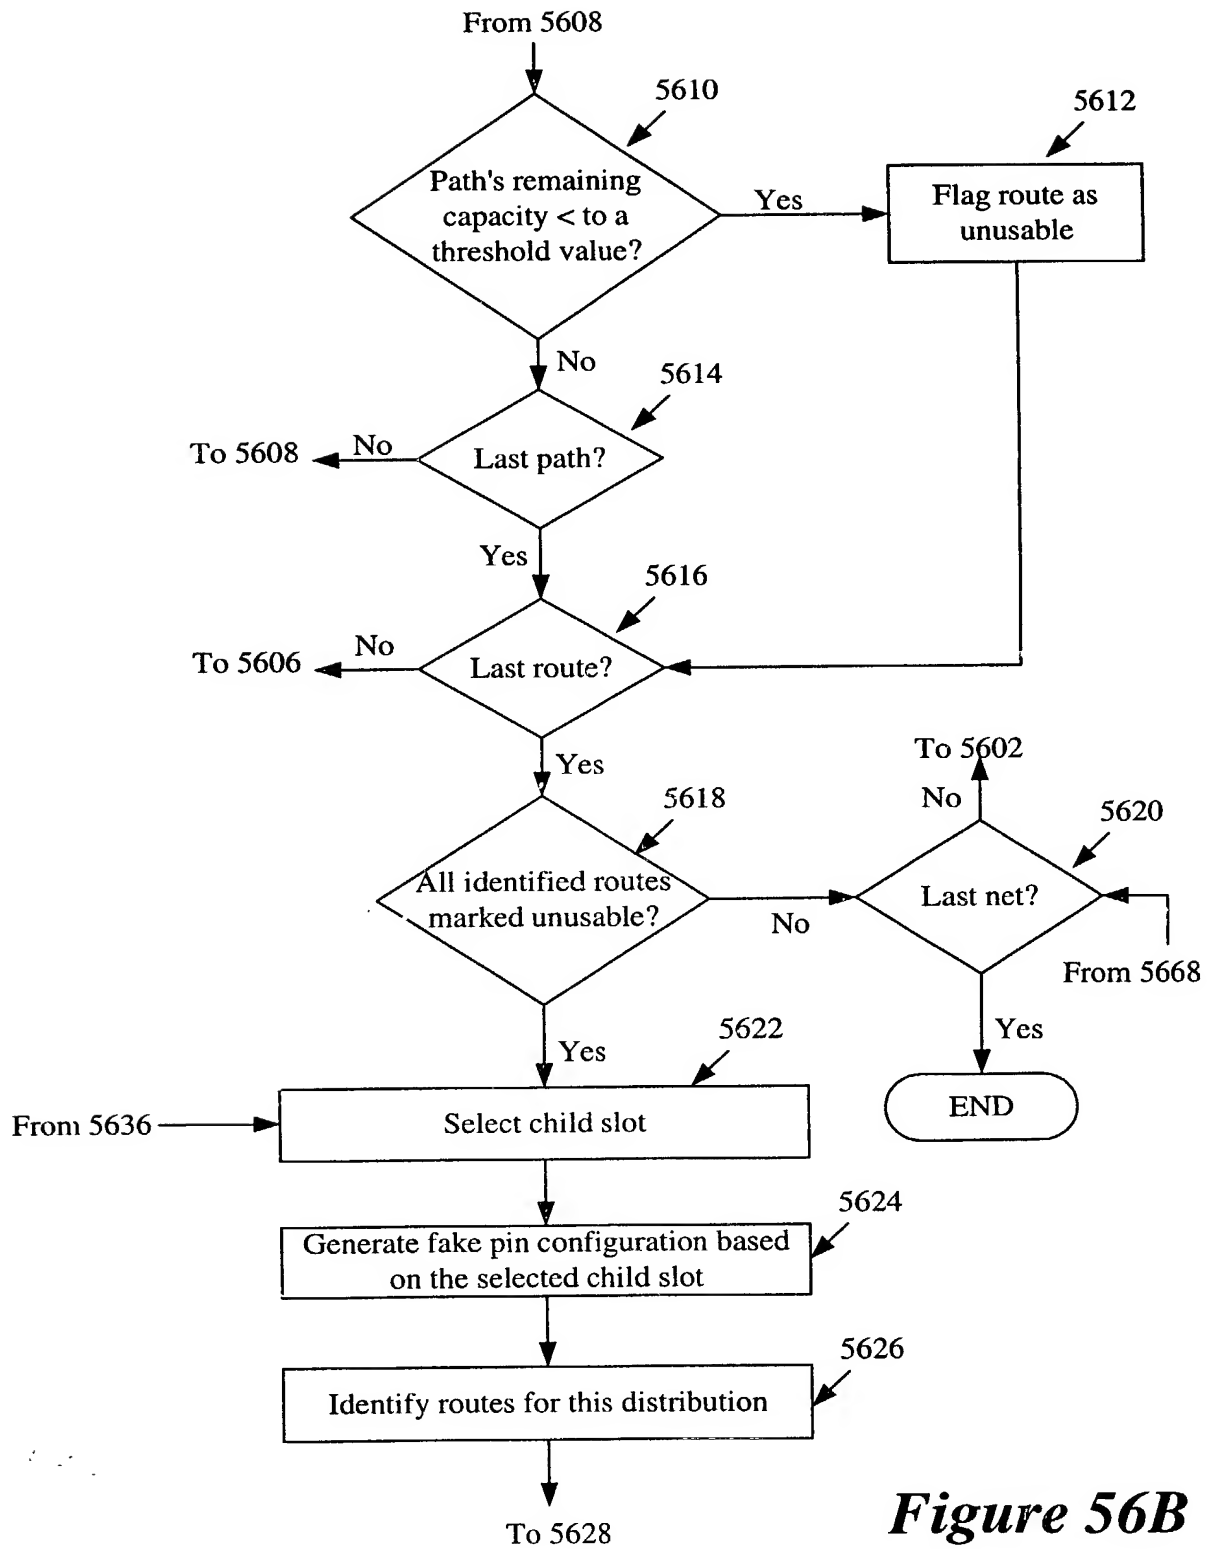 From 5608
5610
5612
Path's remaining
capacity < to a
threshold value?
Yes
Flag route as
unusable
No
5614
To 5608
No
Last path?
Yes
5616
To 5606
No
Last route?
Yes
To 5602
No
5618
5620
All identified routes
marked unusable?
No
Last net?
From 5668
Yes
Yes
5622
END
From 5636
Select child slot
5624
Generate fake pin configuration based
on the selected child slot
5626
Identify routes for this distribution
To 5628
Figure 56B